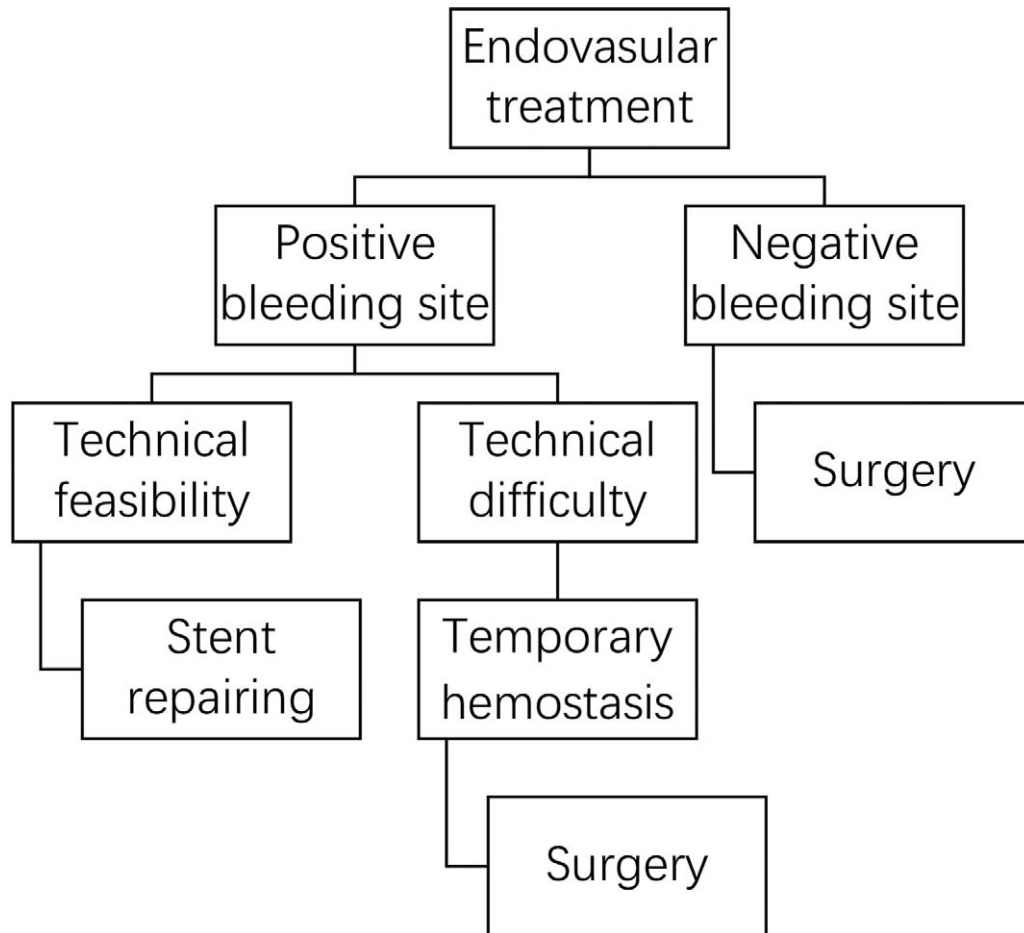 Endovasular
treatment
Positive
bleeding site
Negative
bleeding site
Technical
feasibility
Technical
difficulty
Surgery
Stent
repairing
Temporary
hemostasis
Surgery